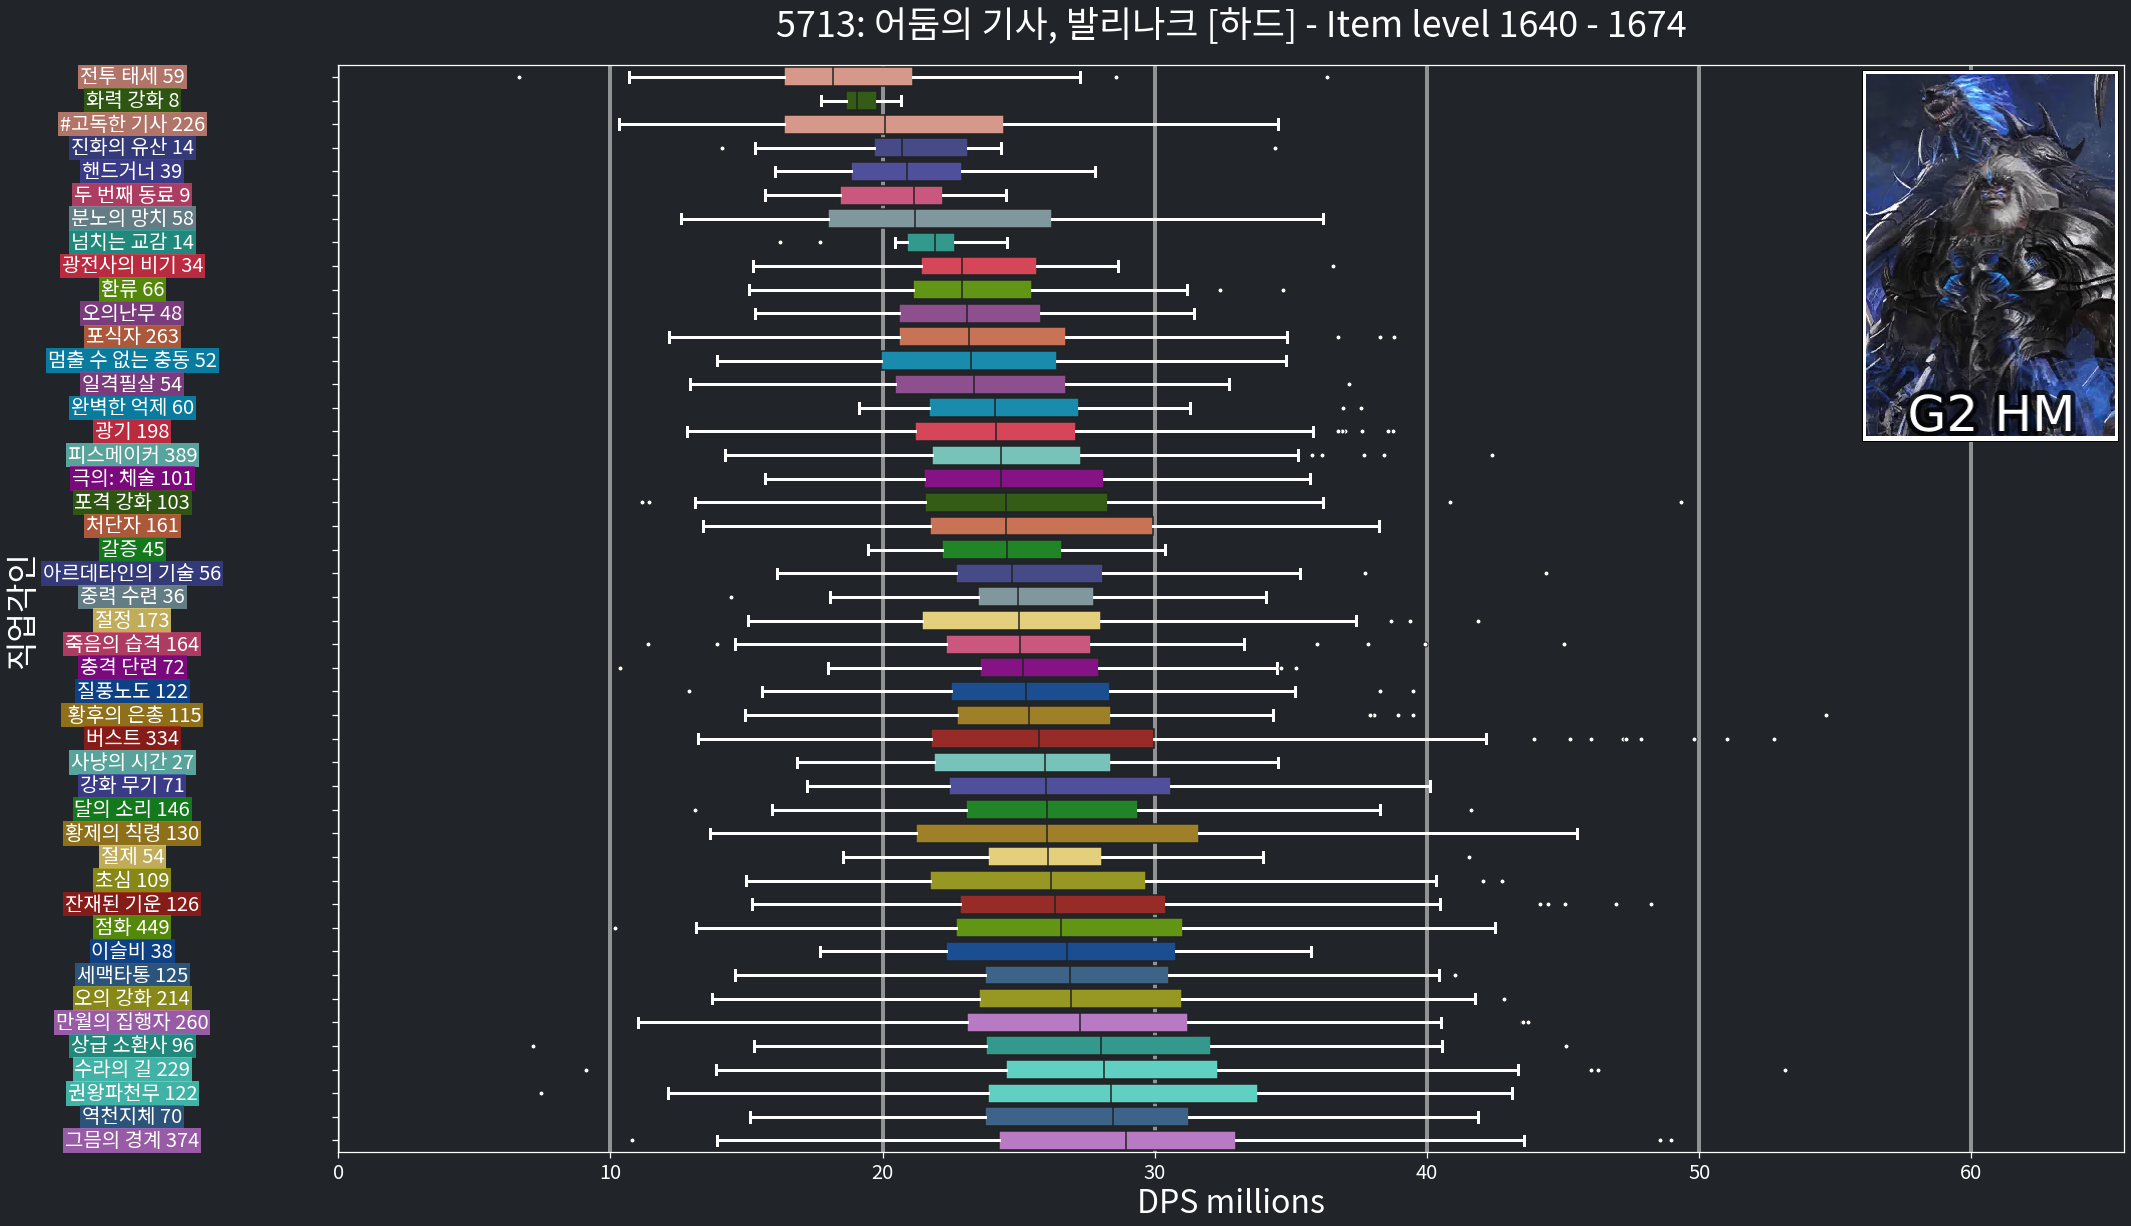 5713: 어둠의 기사, 발리나크 [하드] - Item level 1640 - 1674
전투 태세 59
화력 강화 8
#고독한 기사 226
진화의 유산 14
핸드거너 39
두 번째 동료 9
분노의 망치 58
넘치는 교감 14
광전사의 비기 34
환류 66
오의난무 48
포식자 263
멈출 수 없는 충동 52
일격필살 54
완벽한 억제 60
광기 198
피스메이커 389
극의: 체술 101
포격 강화 103
처단자 161
갈증 45
아르데타인의 기술 56
중력 수련 36
절정 173
죽음의 습격 164
충격 단련 72
질풍노도 122
황후의 은총 115
버스트 334
사냥의 시간 27
강화 무기 71
달의 소리 146
황제의 칙령 130
절제 54
초심 109
잔재된 기운 126
점화 449
이슬비 38
세맥타통 125
오의 강화 214
만월의 집행자 260
상급 소환사 96
수라의 길 229
권왕파천무 122
역천지체 70
그믐의 경계 374
직업각인
G2 HM
0 10 20 30 40 50 60
DPS millions